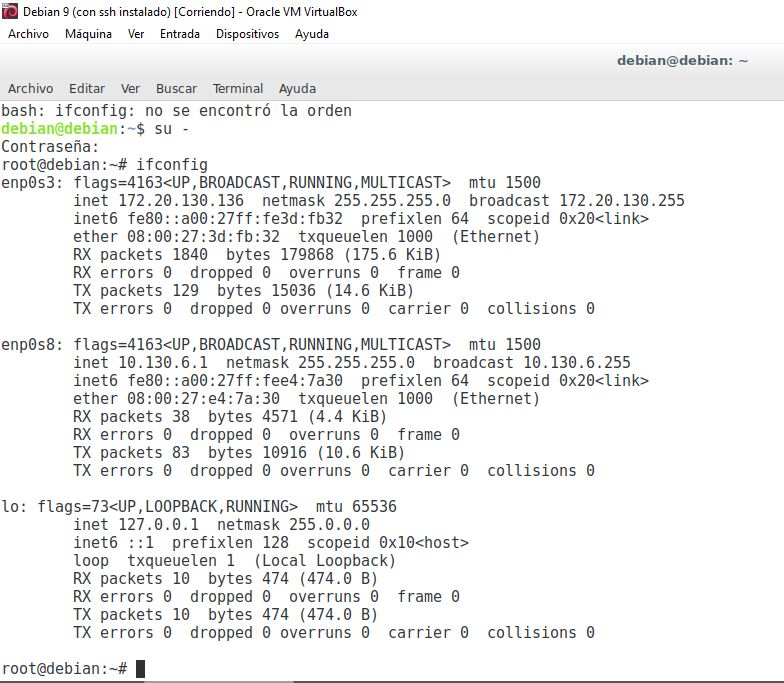 Debian 9 (con ssh instalado) [Corriendo] - Oracle VM VirtualBox
Archivo Máquina Ver Entrada Dispositivos Ayuda
debian@debian: ~
Archivo Editar Ver Buscar Terminal Ayuda
bash: ifconfig: no se encontró la orden
debian@debian:~$ su -
Contraseña:
root@debian:~# ifconfig
enp0s3: flags=4163<UP,BROADCAST,RUNNING,MULTICAST>  mtu 1500
        inet 172.20.130.136  netmask 255.255.255.0  broadcast 172.20.130.255
        inet6 fe80::a00:27ff:fe3d:fb32  prefixlen 64  scopeid 0x20<link>
        ether 08:00:27:3d:fb:32  txqueuelen 1000  (Ethernet)
        RX packets 1840  bytes 179868 (175.6 KiB)
        RX errors 0  dropped 0  overruns 0  frame 0
        TX packets 129  bytes 15036 (14.6 KiB)
        TX errors 0  dropped 0 overruns 0  carrier 0  collisions 0

enp0s8: flags=4163<UP,BROADCAST,RUNNING,MULTICAST>  mtu 1500
        inet 10.130.6.1  netmask 255.255.255.0  broadcast 10.130.6.255
        inet6 fe80::a00:27ff:fee4:7a30  prefixlen 64  scopeid 0x20<link>
        ether 08:00:27:e4:7a:30  txqueuelen 1000  (Ethernet)
        RX packets 38  bytes 4571 (4.4 KiB)
        RX errors 0  dropped 0  overruns 0  frame 0
        TX packets 83  bytes 10916 (10.6 KiB)
        TX errors 0  dropped 0 overruns 0  carrier 0  collisions 0

lo: flags=73<UP,LOOPBACK,RUNNING>  mtu 65536
        inet 127.0.0.1  netmask 255.0.0.0
        inet6 ::1  prefixlen 128  scopeid 0x10<host>
        loop  txqueuelen 1  (Local Loopback)
        RX packets 10  bytes 474 (474.0 B)
        RX errors 0  dropped 0  overruns 0  frame 0
        TX packets 10  bytes 474 (474.0 B)
        TX errors 0  dropped 0 overruns 0  carrier 0  collisions 0

root@debian:~#